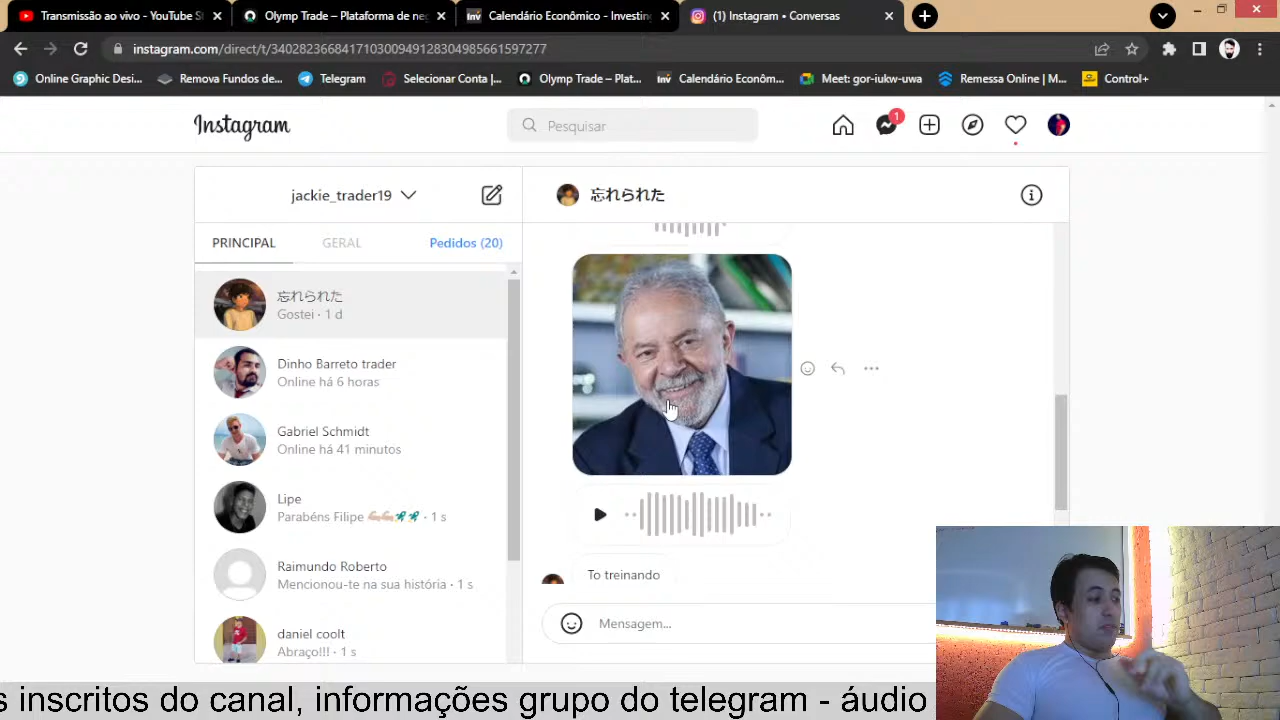 Transmissão ao vivo - YouTube S
Olymp Trade – Plataforma de ne
Calendário Econômico - Investin
(1) Instagram • Conversas
instagram.com/direct/t/340282366841710300949128304985661597277
Online Graphic Desi...
Remova Fundos de...
Telegram
Selecionar Conta |...
Olymp Trade – Plat...
Calendário Econôm...
Meet: gor-iukw-uwa
Remessa Online | M...
Control+
Instagram
Pesquisar
1
jackie_trader19
忘れられた
PRINCIPAL
GERAL
Pedidos (20)
忘れられた
Gostei · 1 d
Dinho Barreto trader
Online há 6 horas
Gabriel Schmidt
Online há 41 minutos
Lipe
Parabéns Filipe 💪🏼💪🏼🚀🚀 · 1 s
Raimundo Roberto
Mencionou-te na sua história · 1 s
daniel coolt
Abraço!!! · 1 s
To treinando
Mensagem...
s inscritos do canal, informações grupo do telegram - áudio